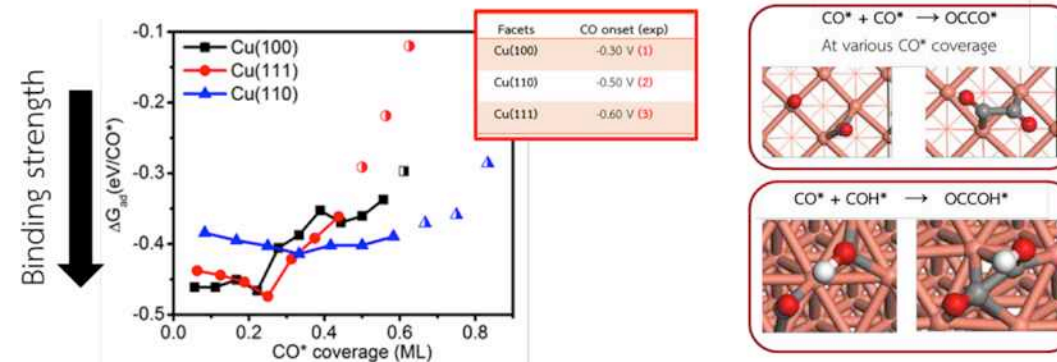 Binding strength
ΔG_ad(eV/CO*)
-0.1
-0.2
-0.3
-0.4
-0.5
Cu(100)
Cu(111)
Cu(110)
0.0 0.2 0.4 0.6 0.8
CO* coverage (ML)
Facets CO onset (exp)
Cu(100) -0.30 V (1)
Cu(110) -0.50 V (2)
Cu(111) -0.60 V (3)
CO* + CO* → OCCO*
At various CO* coverage
CO* + COH* → OCCOH*